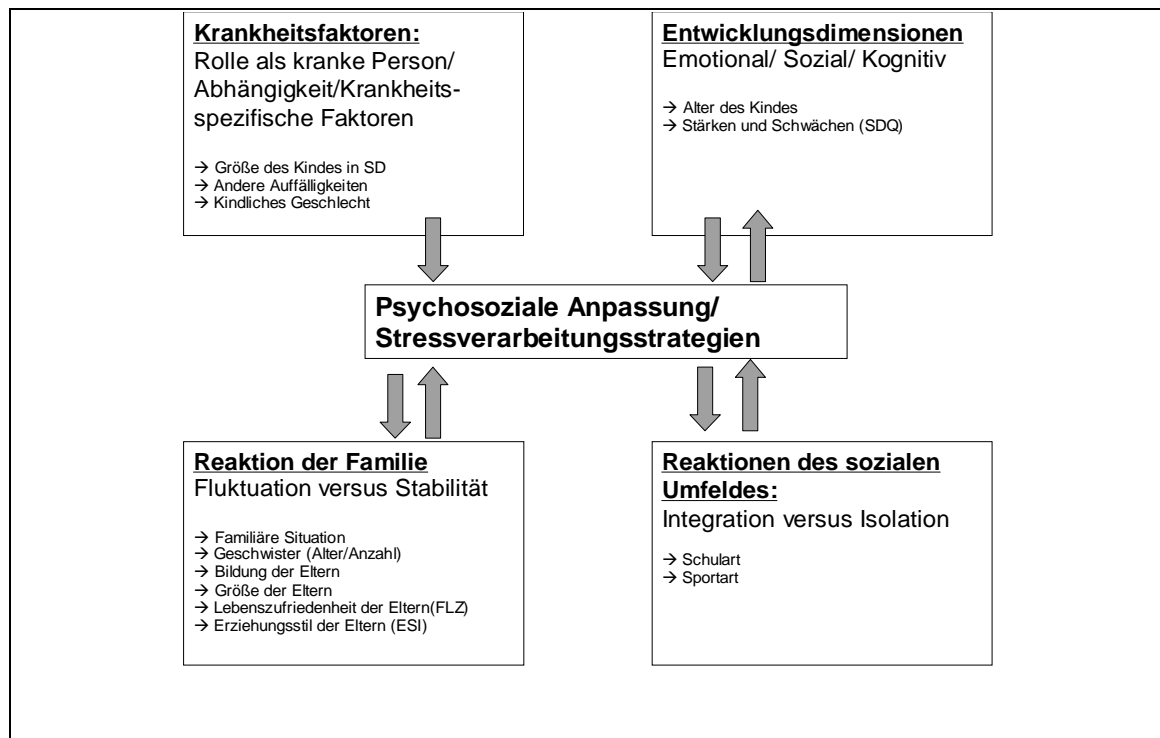 Krankheitsfaktoren:
Rolle als kranke Person/
Abhängigkeit/Krankheits-
spezifische Faktoren
→ Größe des Kindes in SD
→ Andere Auffälligkeiten
→ Kindliches Geschlecht
Entwicklungsdimensionen
Emotional/ Sozial/ Kognitiv
→ Alter des Kindes
→ Stärken und Schwächen (SDQ)
Psychosoziale Anpassung/
Stressverarbeitungsstrategien
Reaktion der Familie
Fluktuation versus Stabilität
→ Familiäre Situation
→ Geschwister (Alter/Anzahl)
→ Bildung der Eltern
→ Größe der Eltern
→ Lebenszufriedenheit der Eltern(FLZ)
→ Erziehungsstil der Eltern (ESI)
Reaktionen des sozialen
Umfeldes:
Integration versus Isolation
→ Schulart
→ Sportart